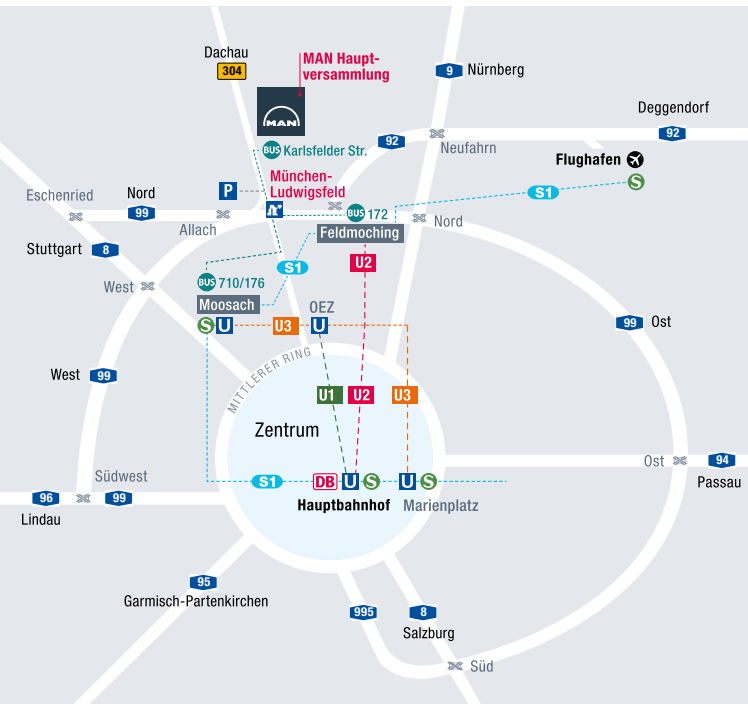 Dachau
304
MAN Haupt-
versammlung
MAN
9
Nürnberg
Deggendorf
92
92
Neufahrn
Flughafen
S
S1
BUS Karlsfelder Str.
München-
Ludwigsfeld
P
Eschenried
Nord
99
Allach
BUS 172
Nord
Feldmoching
Stuttgart
8
S1
U2
West
BUS 710/176
Moosach
OEZ
S U
U3
U
99
Ost
MITTLERER RING
West
99
U1
U2
U3
Zentrum
Ost
94
Passau
Südwest
96
99
Lindau
S1
DB U S
U S
Hauptbahnhof
Marienplatz
95
Garmisch-Partenkirchen
995
8
Salzburg
Süd